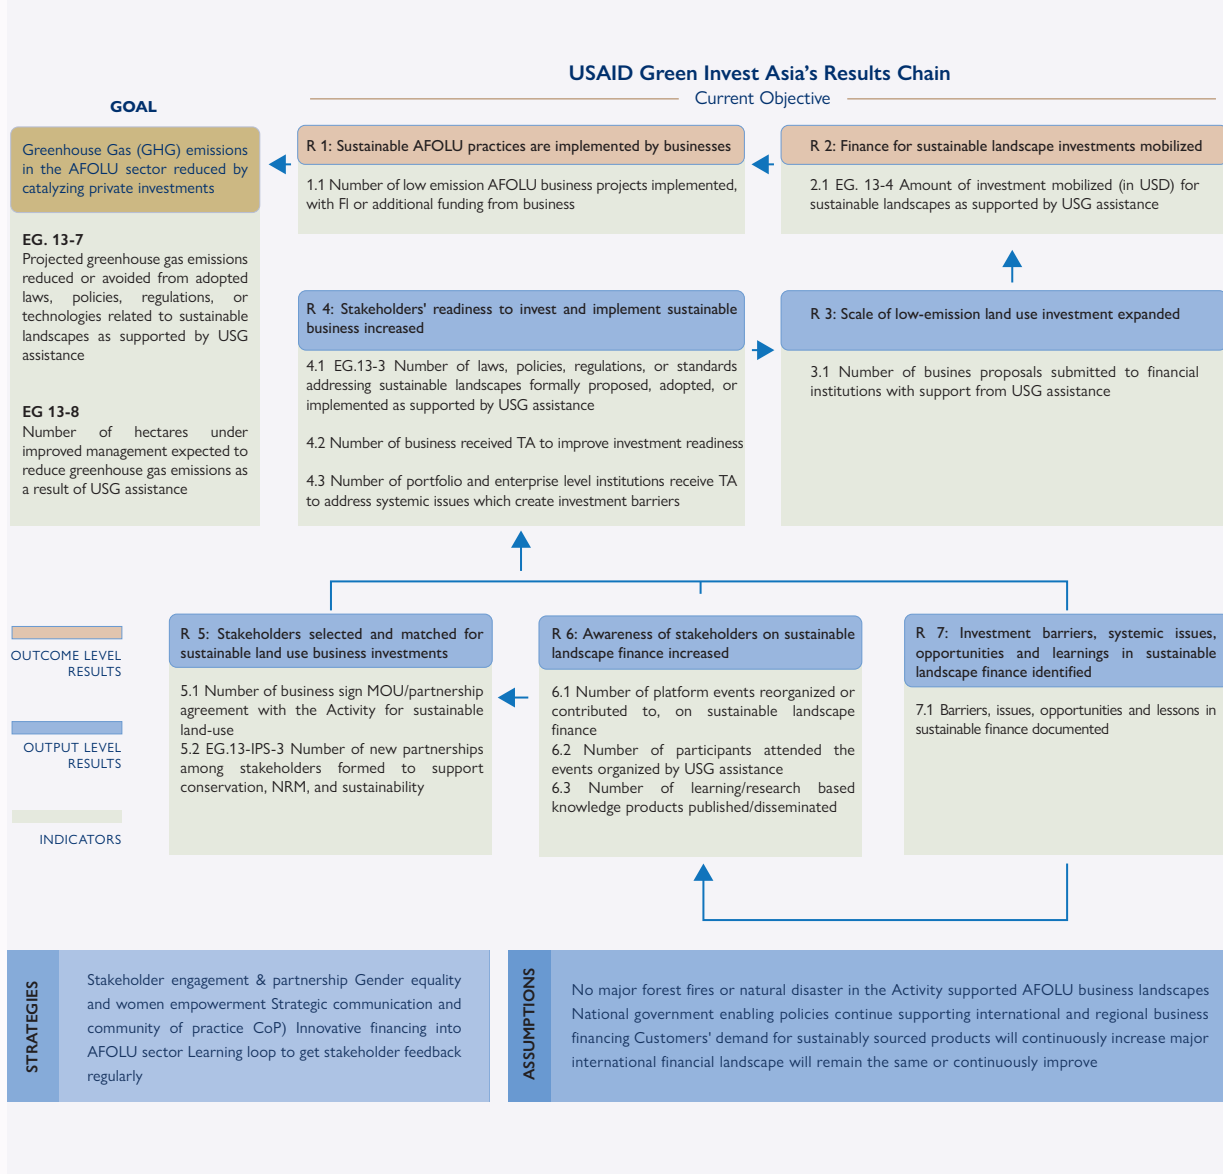 USAID Green Invest Asia's Results Chain
Current Objective
GOAL
Greenhouse Gas (GHG) emissions
in the AFOLU sector reduced by
catalyzing private investments
EG. 13-7
Projected greenhouse gas emissions
reduced or avoided from adopted
laws, policies, regulations, or
technologies related to sustainable
landscapes as supported by USG
assistance
EG 13-8
Number of hectares under
improved management expected to
reduce greenhouse gas emissions as
a result of USG assistance
R 1: Sustainable AFOLU practices are implemented by businesses
1.1 Number of low emission AFOLU business projects implemented,
with FI or additional funding from business
R 2: Finance for sustainable landscape investments mobilized
2.1 EG. 13-4 Amount of investment mobilized (in USD) for
sustainable landscapes as supported by USG assistance
R 4: Stakeholders' readiness to invest and implement sustainable
business increased
4.1 EG.13-3 Number of laws, policies, regulations, or standards
addressing sustainable landscapes formally proposed, adopted, or
implemented as supported by USG assistance
4.2 Number of business received TA to improve investment readiness
4.3 Number of portfolio and enterprise level institutions receive TA
to address systemic issues which create investment barriers
R 3: Scale of low-emission land use investment expanded
3.1 Number of busines proposals submitted to financial
institutions with support from USG assistance
OUTCOME LEVEL
RESULTS
OUTPUT LEVEL
RESULTS
INDICATORS
R 5: Stakeholders selected and matched for
sustainable land use business investments
5.1 Number of business sign MOU/partnership
agreement with the Activity for sustainable
land-use
5.2 EG.13-IPS-3 Number of new partnerships
among stakeholders formed to support
conservation, NRM, and sustainability
R 6: Awareness of stakeholders on sustainable
landscape finance increased
6.1 Number of platform events reorganized or
contributed to, on sustainable landscape
finance
6.2 Number of participants attended the
events organized by USG assistance
6.3 Number of learning/research based
knowledge products published/disseminated
R 7: Investment barriers, systemic issues,
opportunities and learnings in sustainable
landscape finance identified
7.1 Barriers, issues, opportunities and lessons in
sustainable finance documented
STRATEGIES
Stakeholder engagement & partnership Gender equality
and women empowerment Strategic communication and
community of practice CoP) Innovative financing into
AFOLU sector Learning loop to get stakeholder feedback
regularly
ASSUMPTIONS
No major forest fires or natural disaster in the Activity supported AFOLU business landscapes
National government enabling policies continue supporting international and regional business
financing Customers' demand for sustainably sourced products will continuously increase major
international financial landscape will remain the same or continuously improve